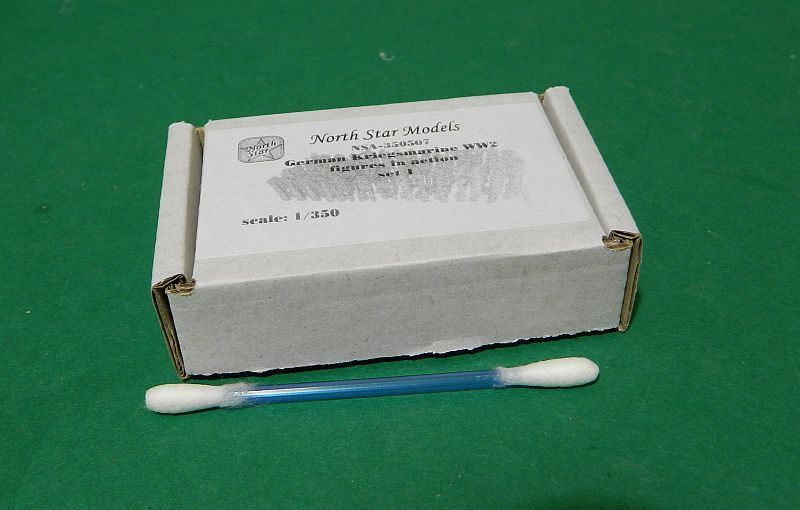 North Star
North Star Models
NSA-350507
German Kriegsmarine WW2
figures in action
set 1
scale: 1/350